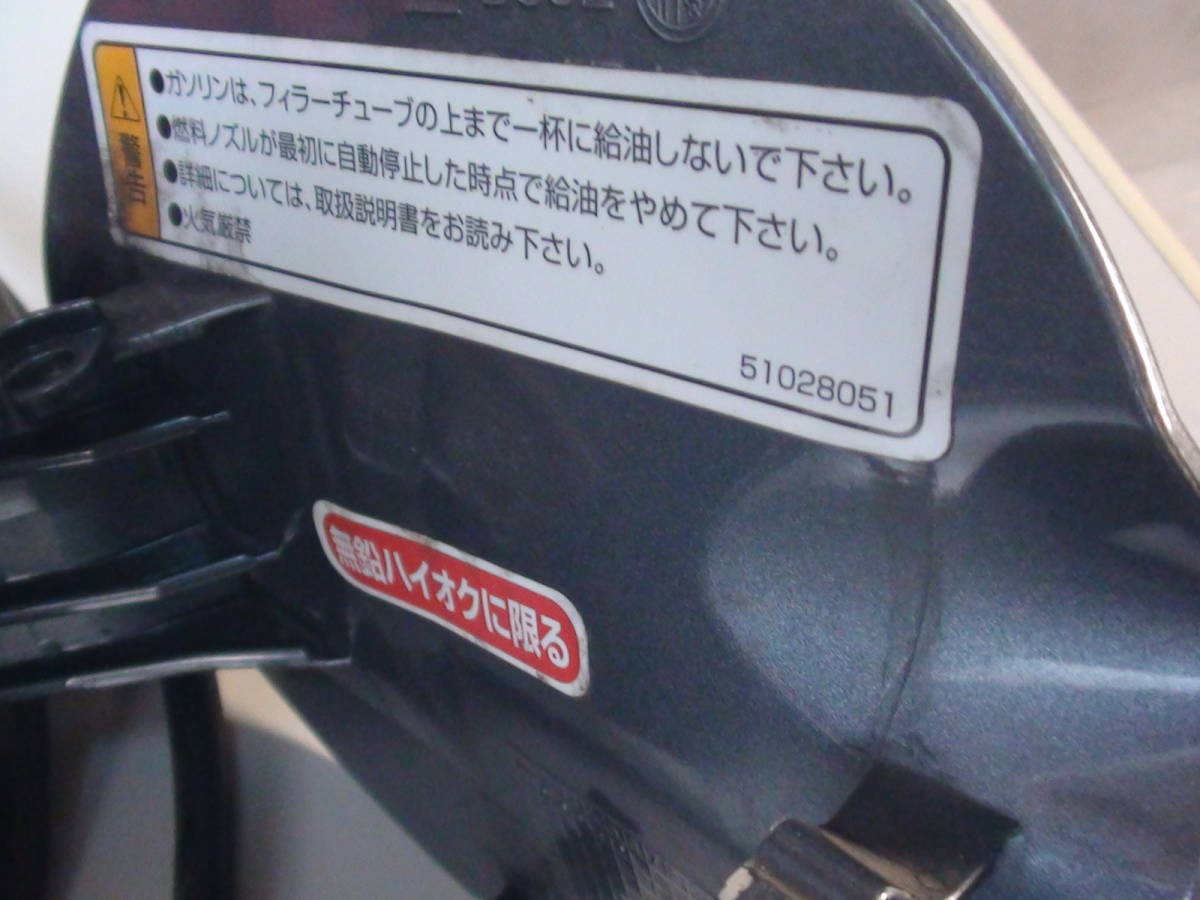 警告
●ガソリンは、フィラーチューブの上まで一杯に給油しないで下さい。
●燃料ノズルが最初に自動停止した時点で給油をやめて下さい。
●詳細については、取扱説明書をお読み下さい。
●火気厳禁
51028051
無鉛ハイオクに限る